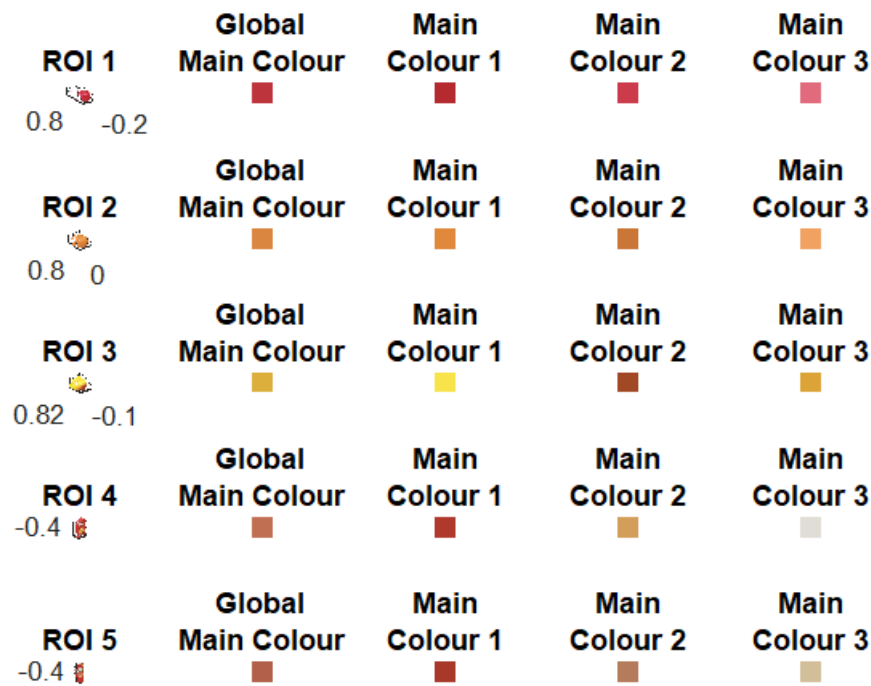 Global Main Main Main
ROI 1 Main Colour Colour 1 Colour 2 Colour 3
0.8 -0.2
Global Main Main Main
ROI 2 Main Colour Colour 1 Colour 2 Colour 3
0.8 0
Global Main Main Main
ROI 3 Main Colour Colour 1 Colour 2 Colour 3
0.82 -0.1
Global Main Main Main
ROI 4 Main Colour Colour 1 Colour 2 Colour 3
-0.4
Global Main Main Main
ROI 5 Main Colour Colour 1 Colour 2 Colour 3
-0.4